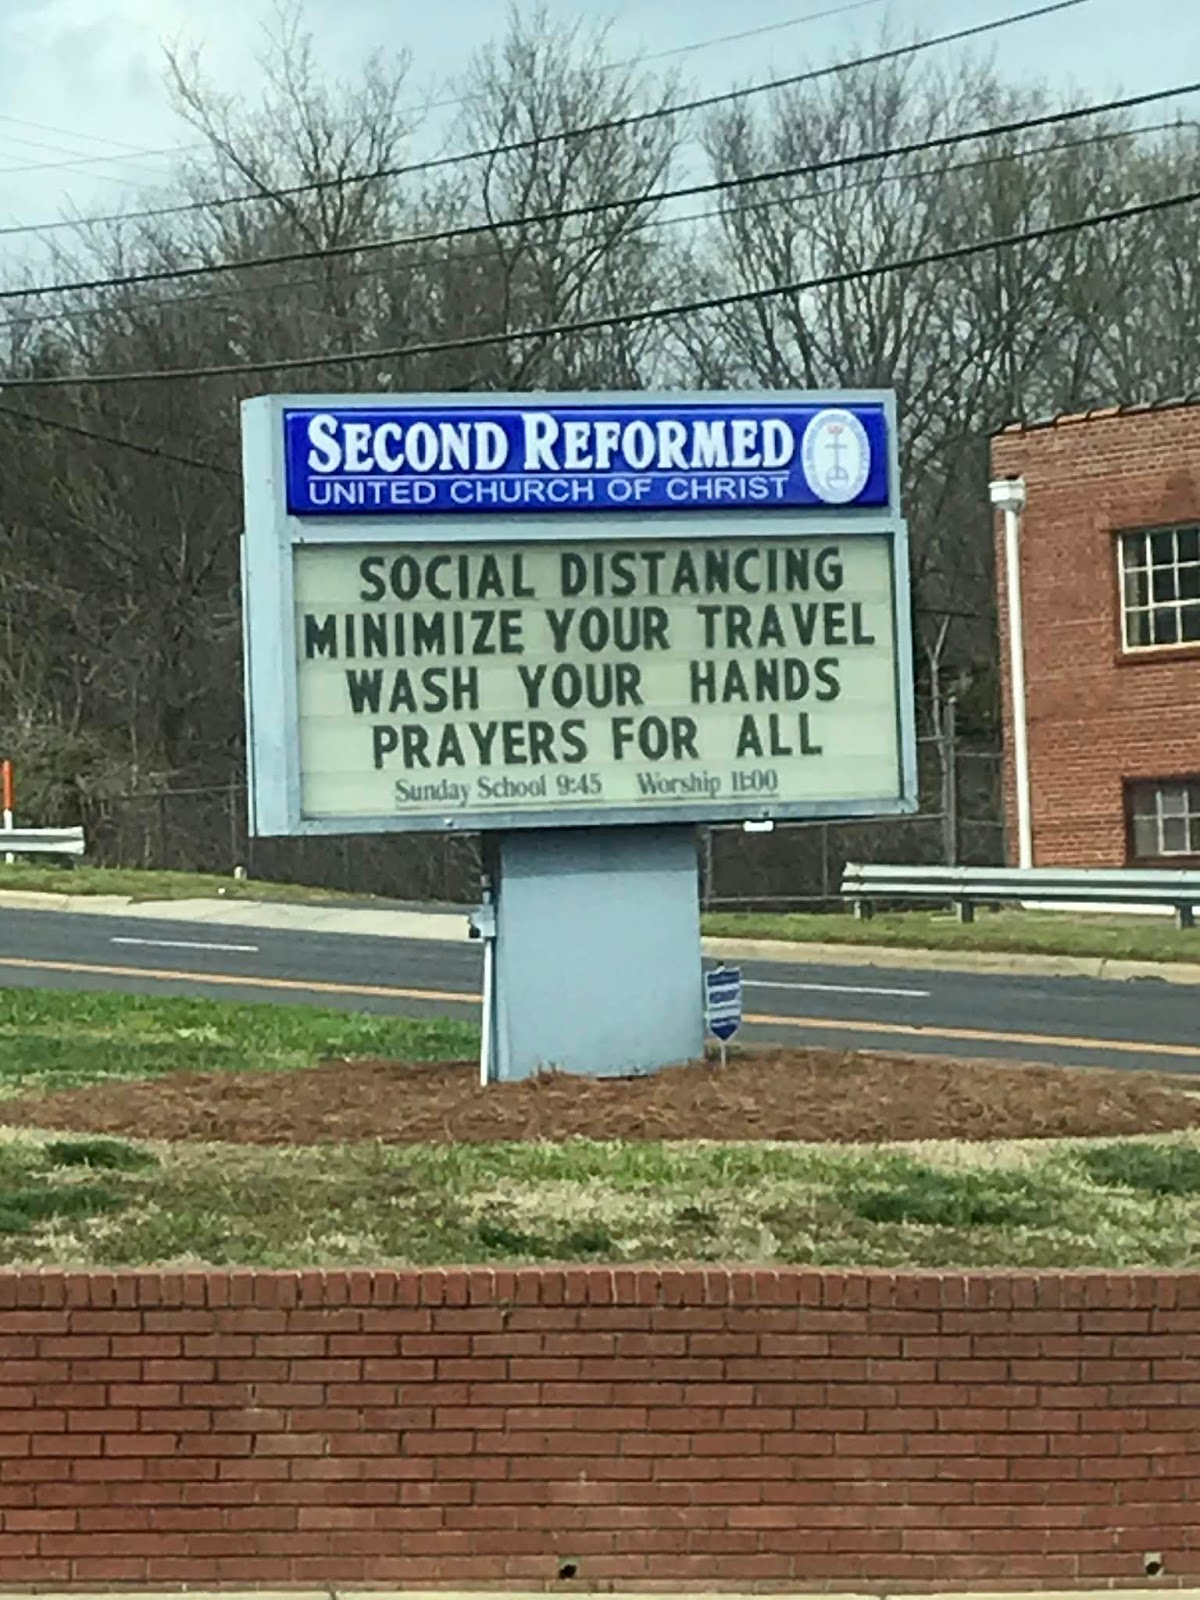 SECOND REFORMED
UNITED CHURCH OF CHRIST
SOCIAL DISTANCING
MINIMIZE YOUR TRAVEL
WASH YOUR HANDS
PRAYERS FOR ALL
Sunday School 9:45 Worship 11:00